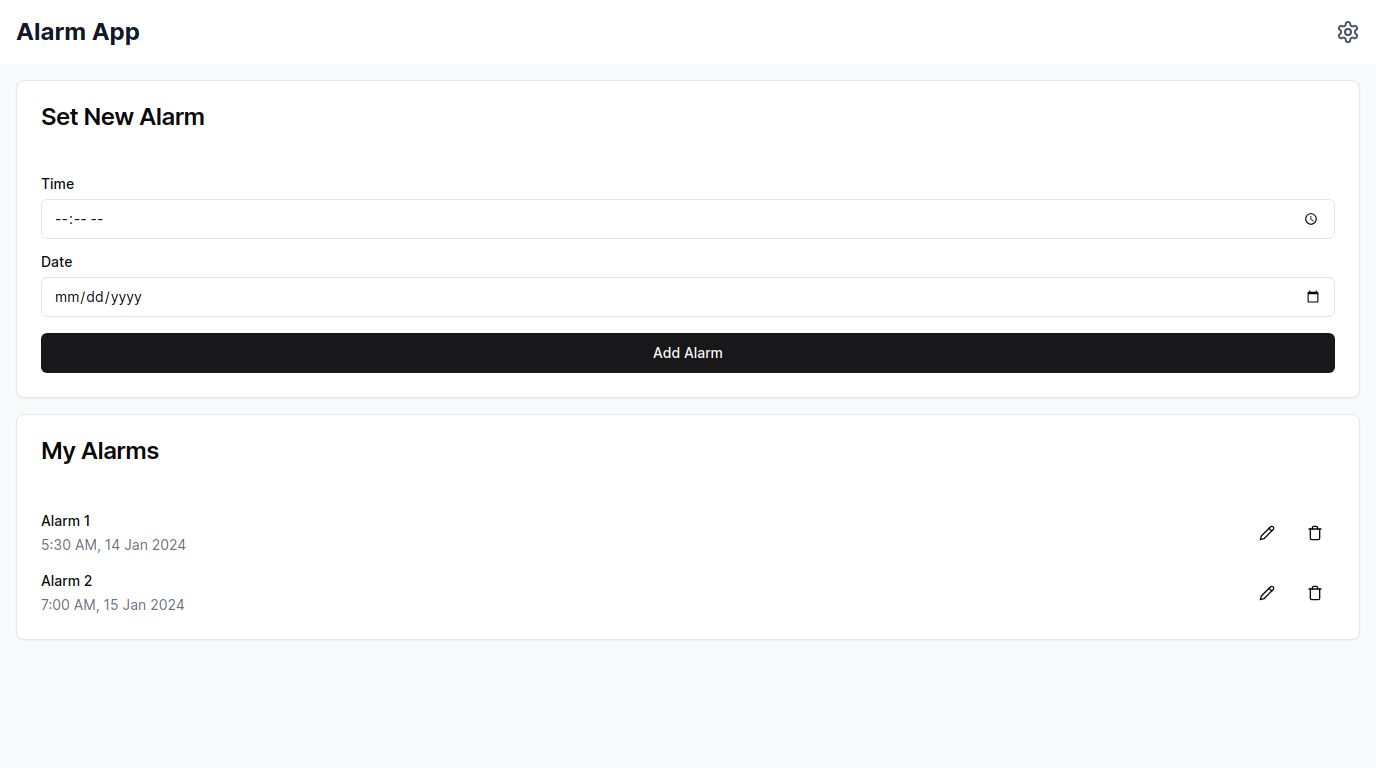 Alarm App
Set New Alarm
Time
--:-- --
Date
mm/dd/yyyy
Add Alarm
My Alarms
Alarm 1
5:30 AM, 14 Jan 2024
Alarm 2
7:00 AM, 15 Jan 2024